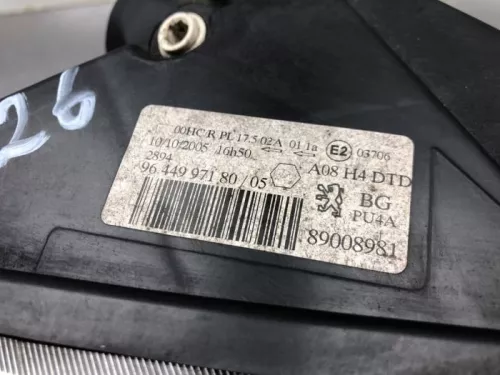 26
00HC/R PL 17.5 02A 01 1a E2 03706
10/10/2005 16h50
2894
96 449 971 80 / 05
A08 H4 DTD
BG
PU4A
89008981